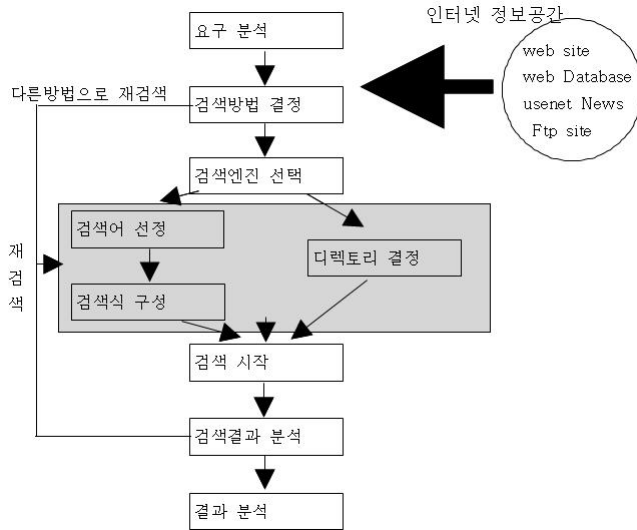 인터넷 정보공간
요구 분석
web site
web Database
usenet News
Ftp site
다른방법으로 재검색
검색방법 결정
검색엔진 선택
검색어 선정
디렉토리 결정
재
검
색
검색식 구성
검색 시작
검색결과 분석
결과 분석